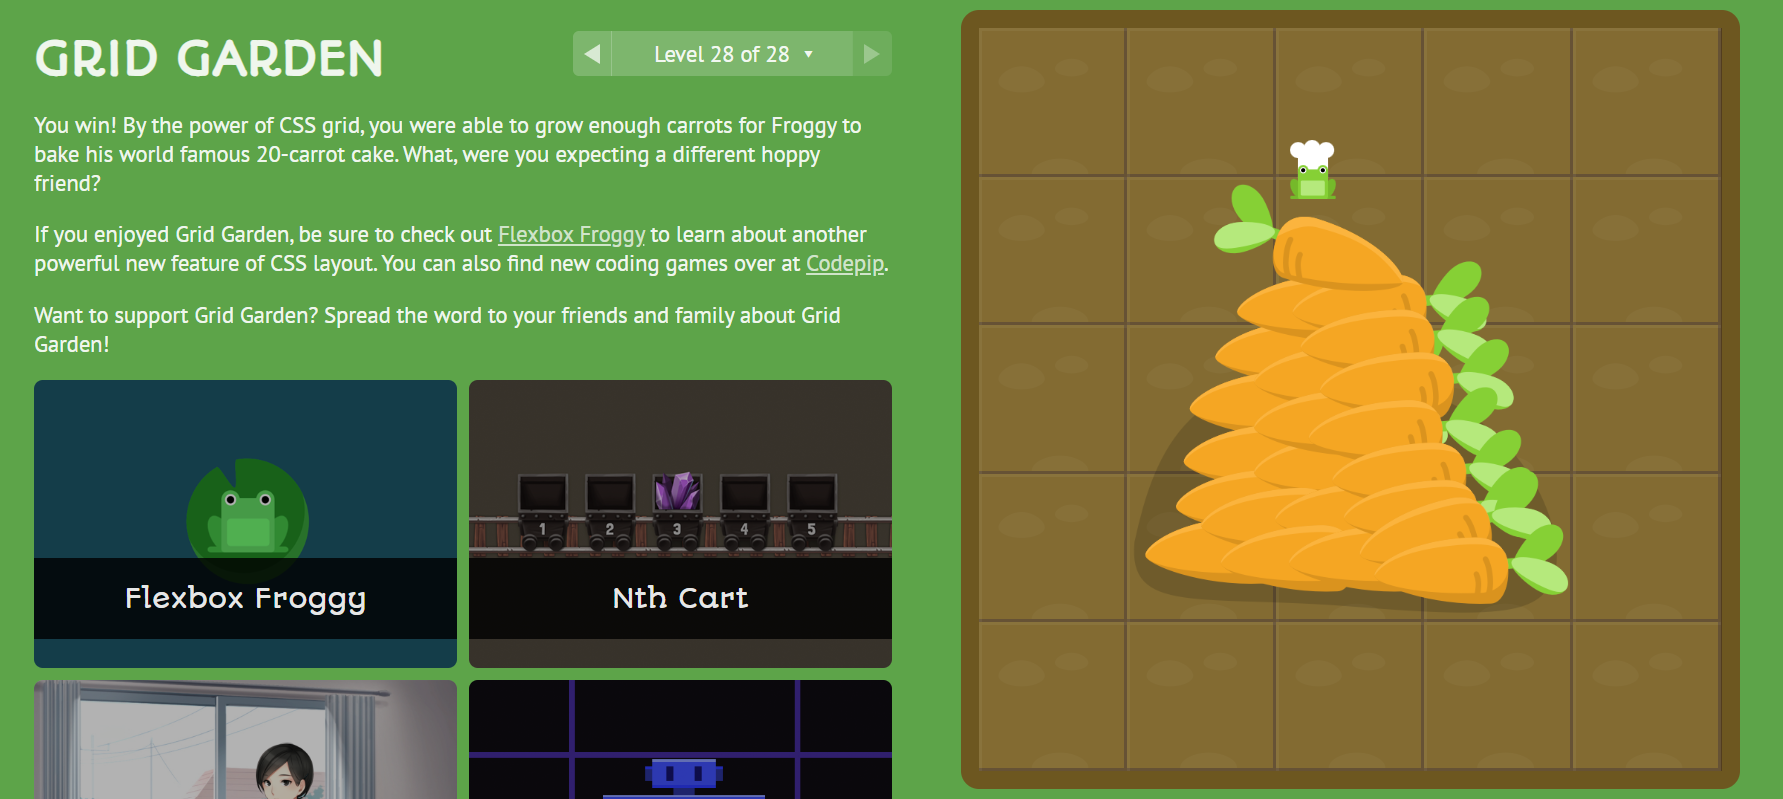 GRID GARDEN
Level 28 of 28
You win! By the power of CSS grid, you were able to grow enough carrots for Froggy to
bake his world famous 20-carrot cake. What, were you expecting a different hoppy
friend?
If you enjoyed Grid Garden, be sure to check out Flexbox Froggy to learn about another
powerful new feature of CSS layout. You can also find new coding games over at Codepip.
Want to support Grid Garden? Spread the word to your friends and family about Grid
Garden!
1 2 3 4 5
Flexbox Froggy
Nth Cart